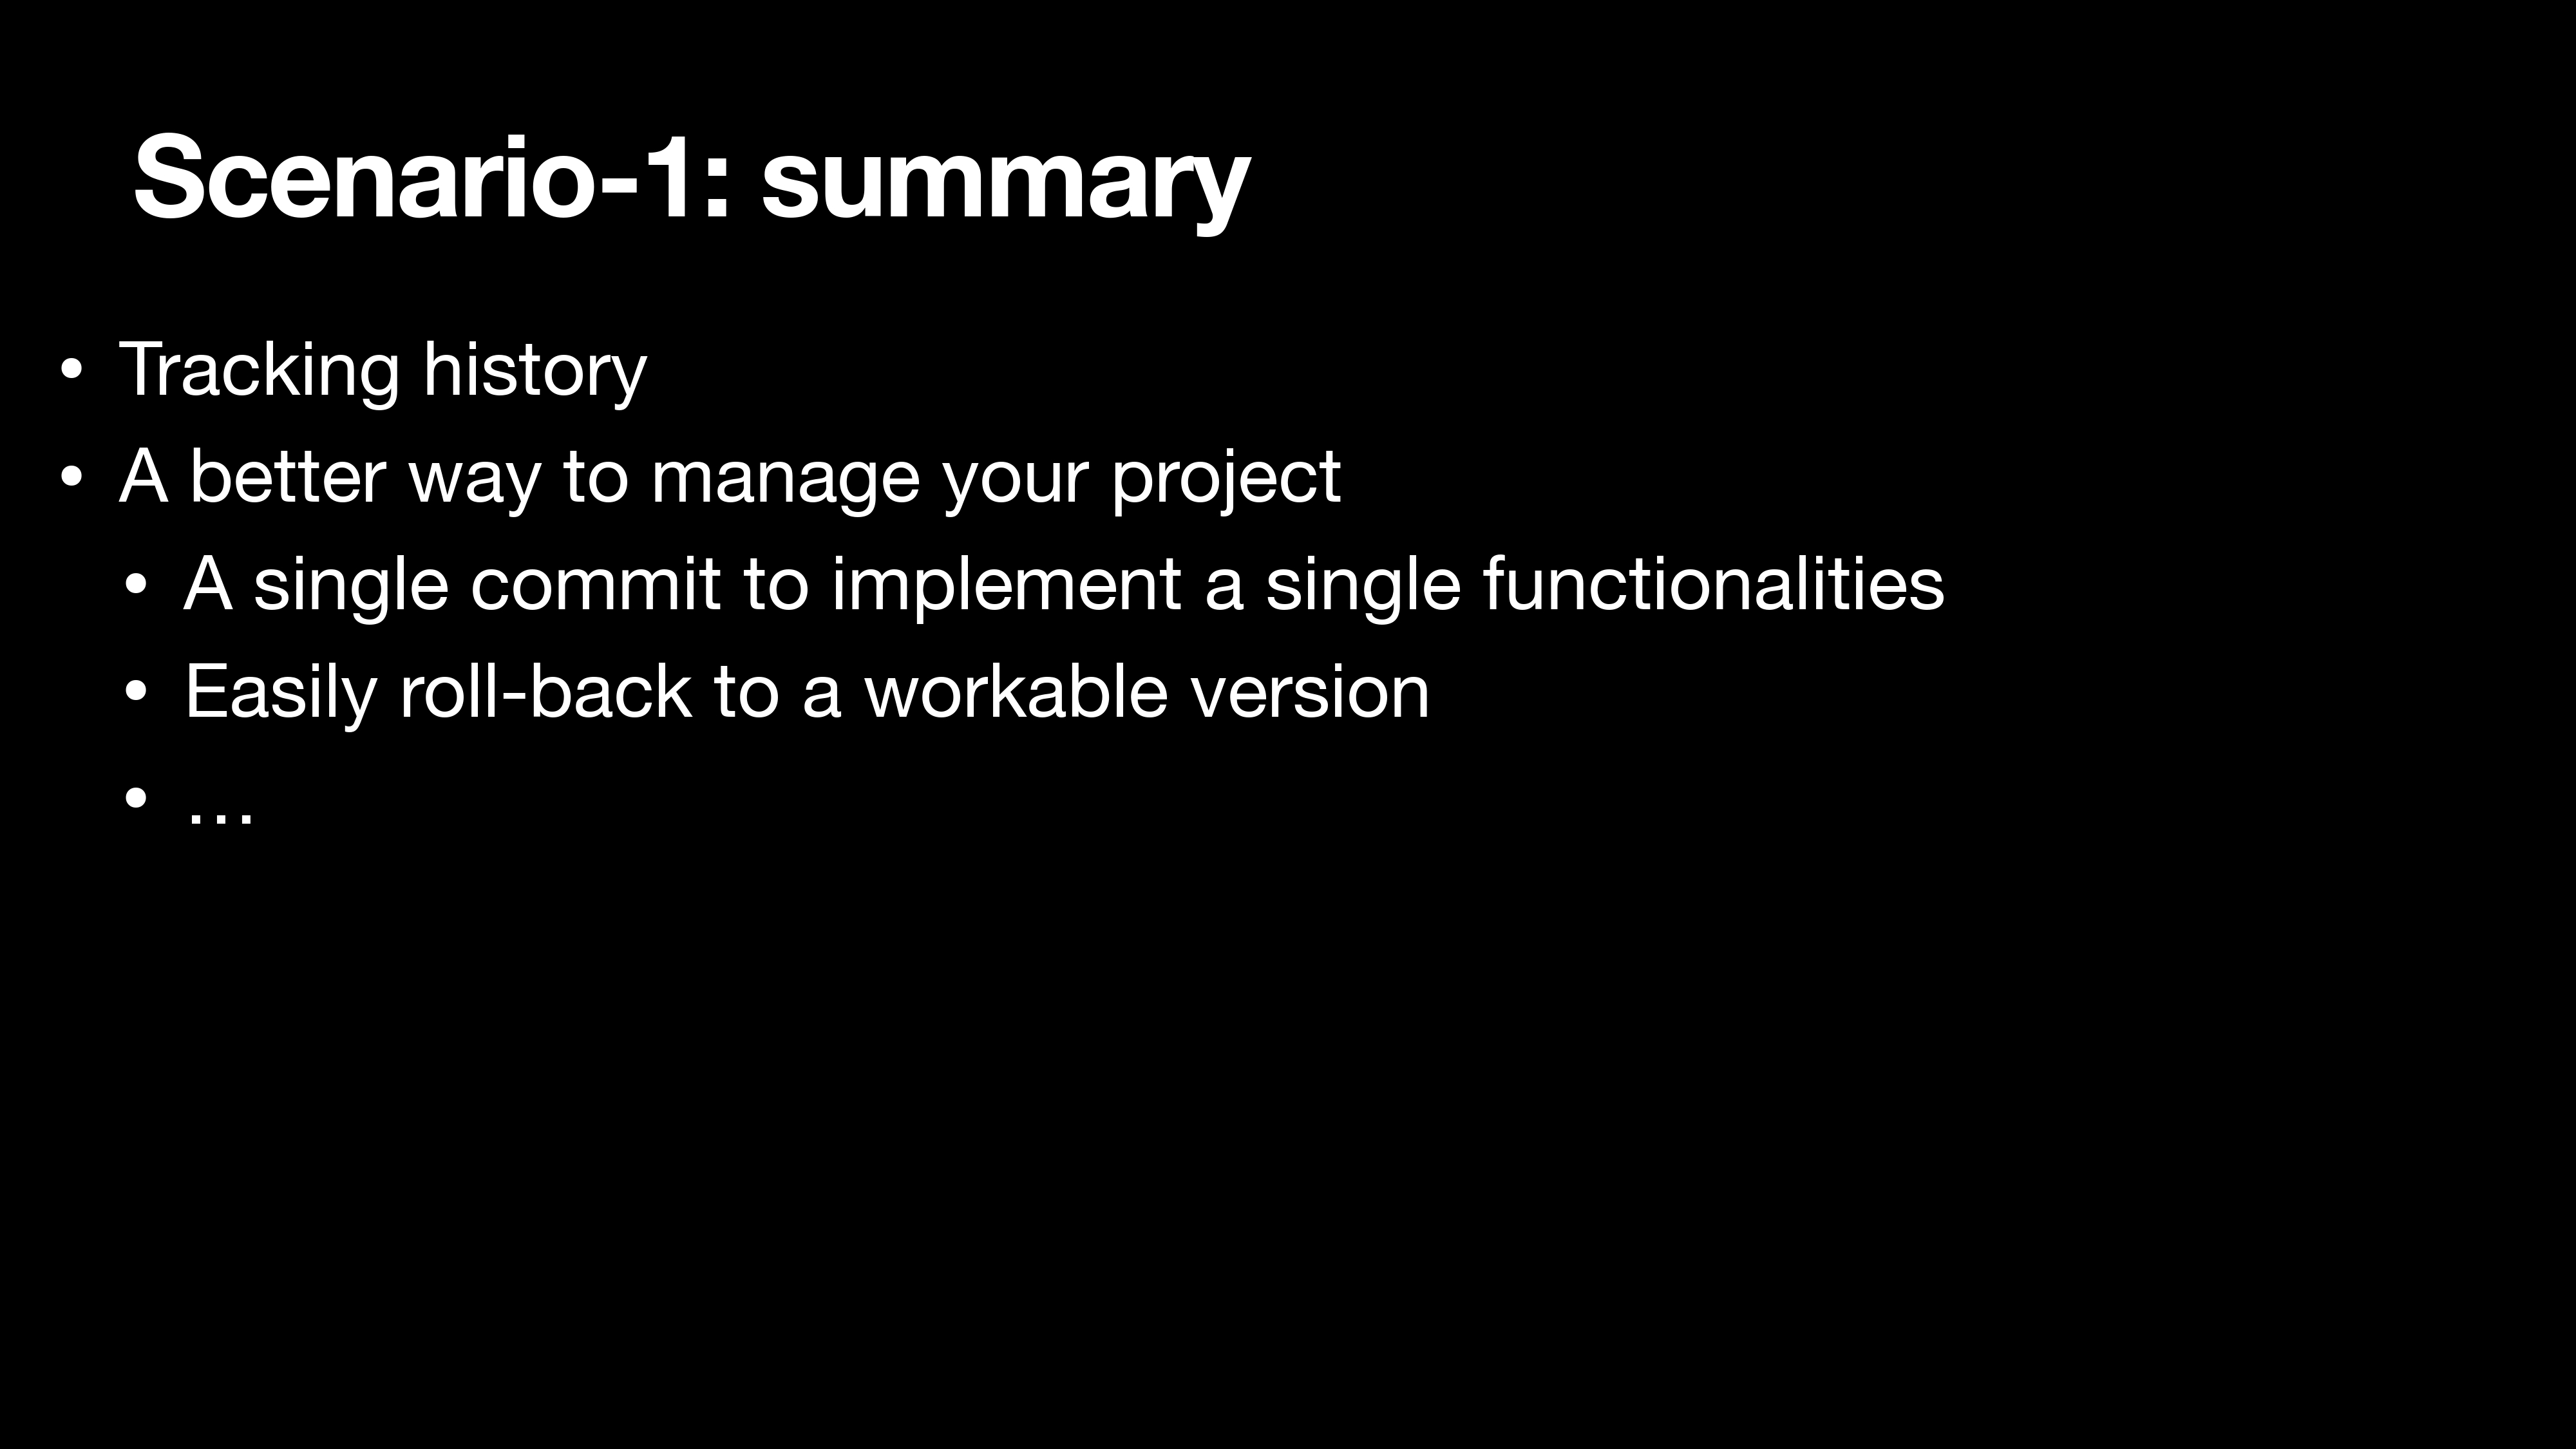 Scenario-1: summary
• Tracking history
• A better way to manage your project
• A single commit to implement a single functionalities
• Easily roll-back to a workable version
• …